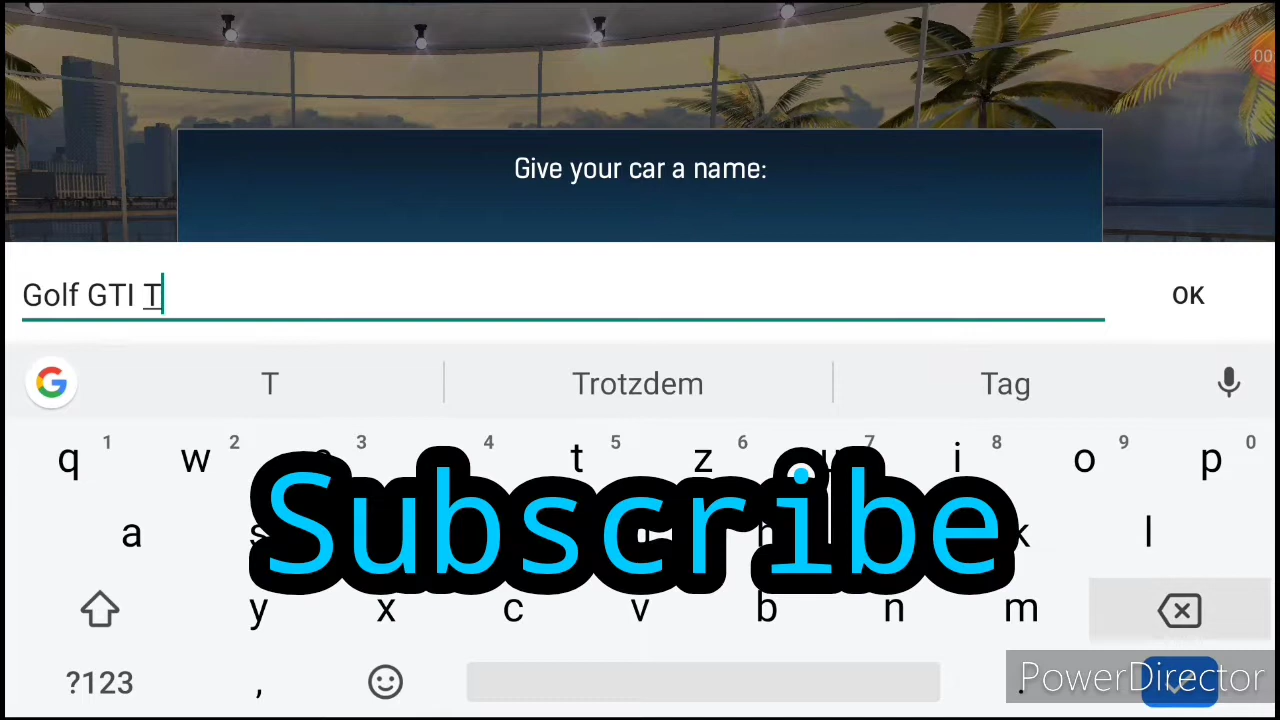 00
Give your car a name:
Golf GTI T
OK
T Trotzdem Tag
1 2 3 4 5 6 7 8 9 0
q w t z i o p
a l
Subscribe
y x c v b n m
?123 , .
PowerDirector